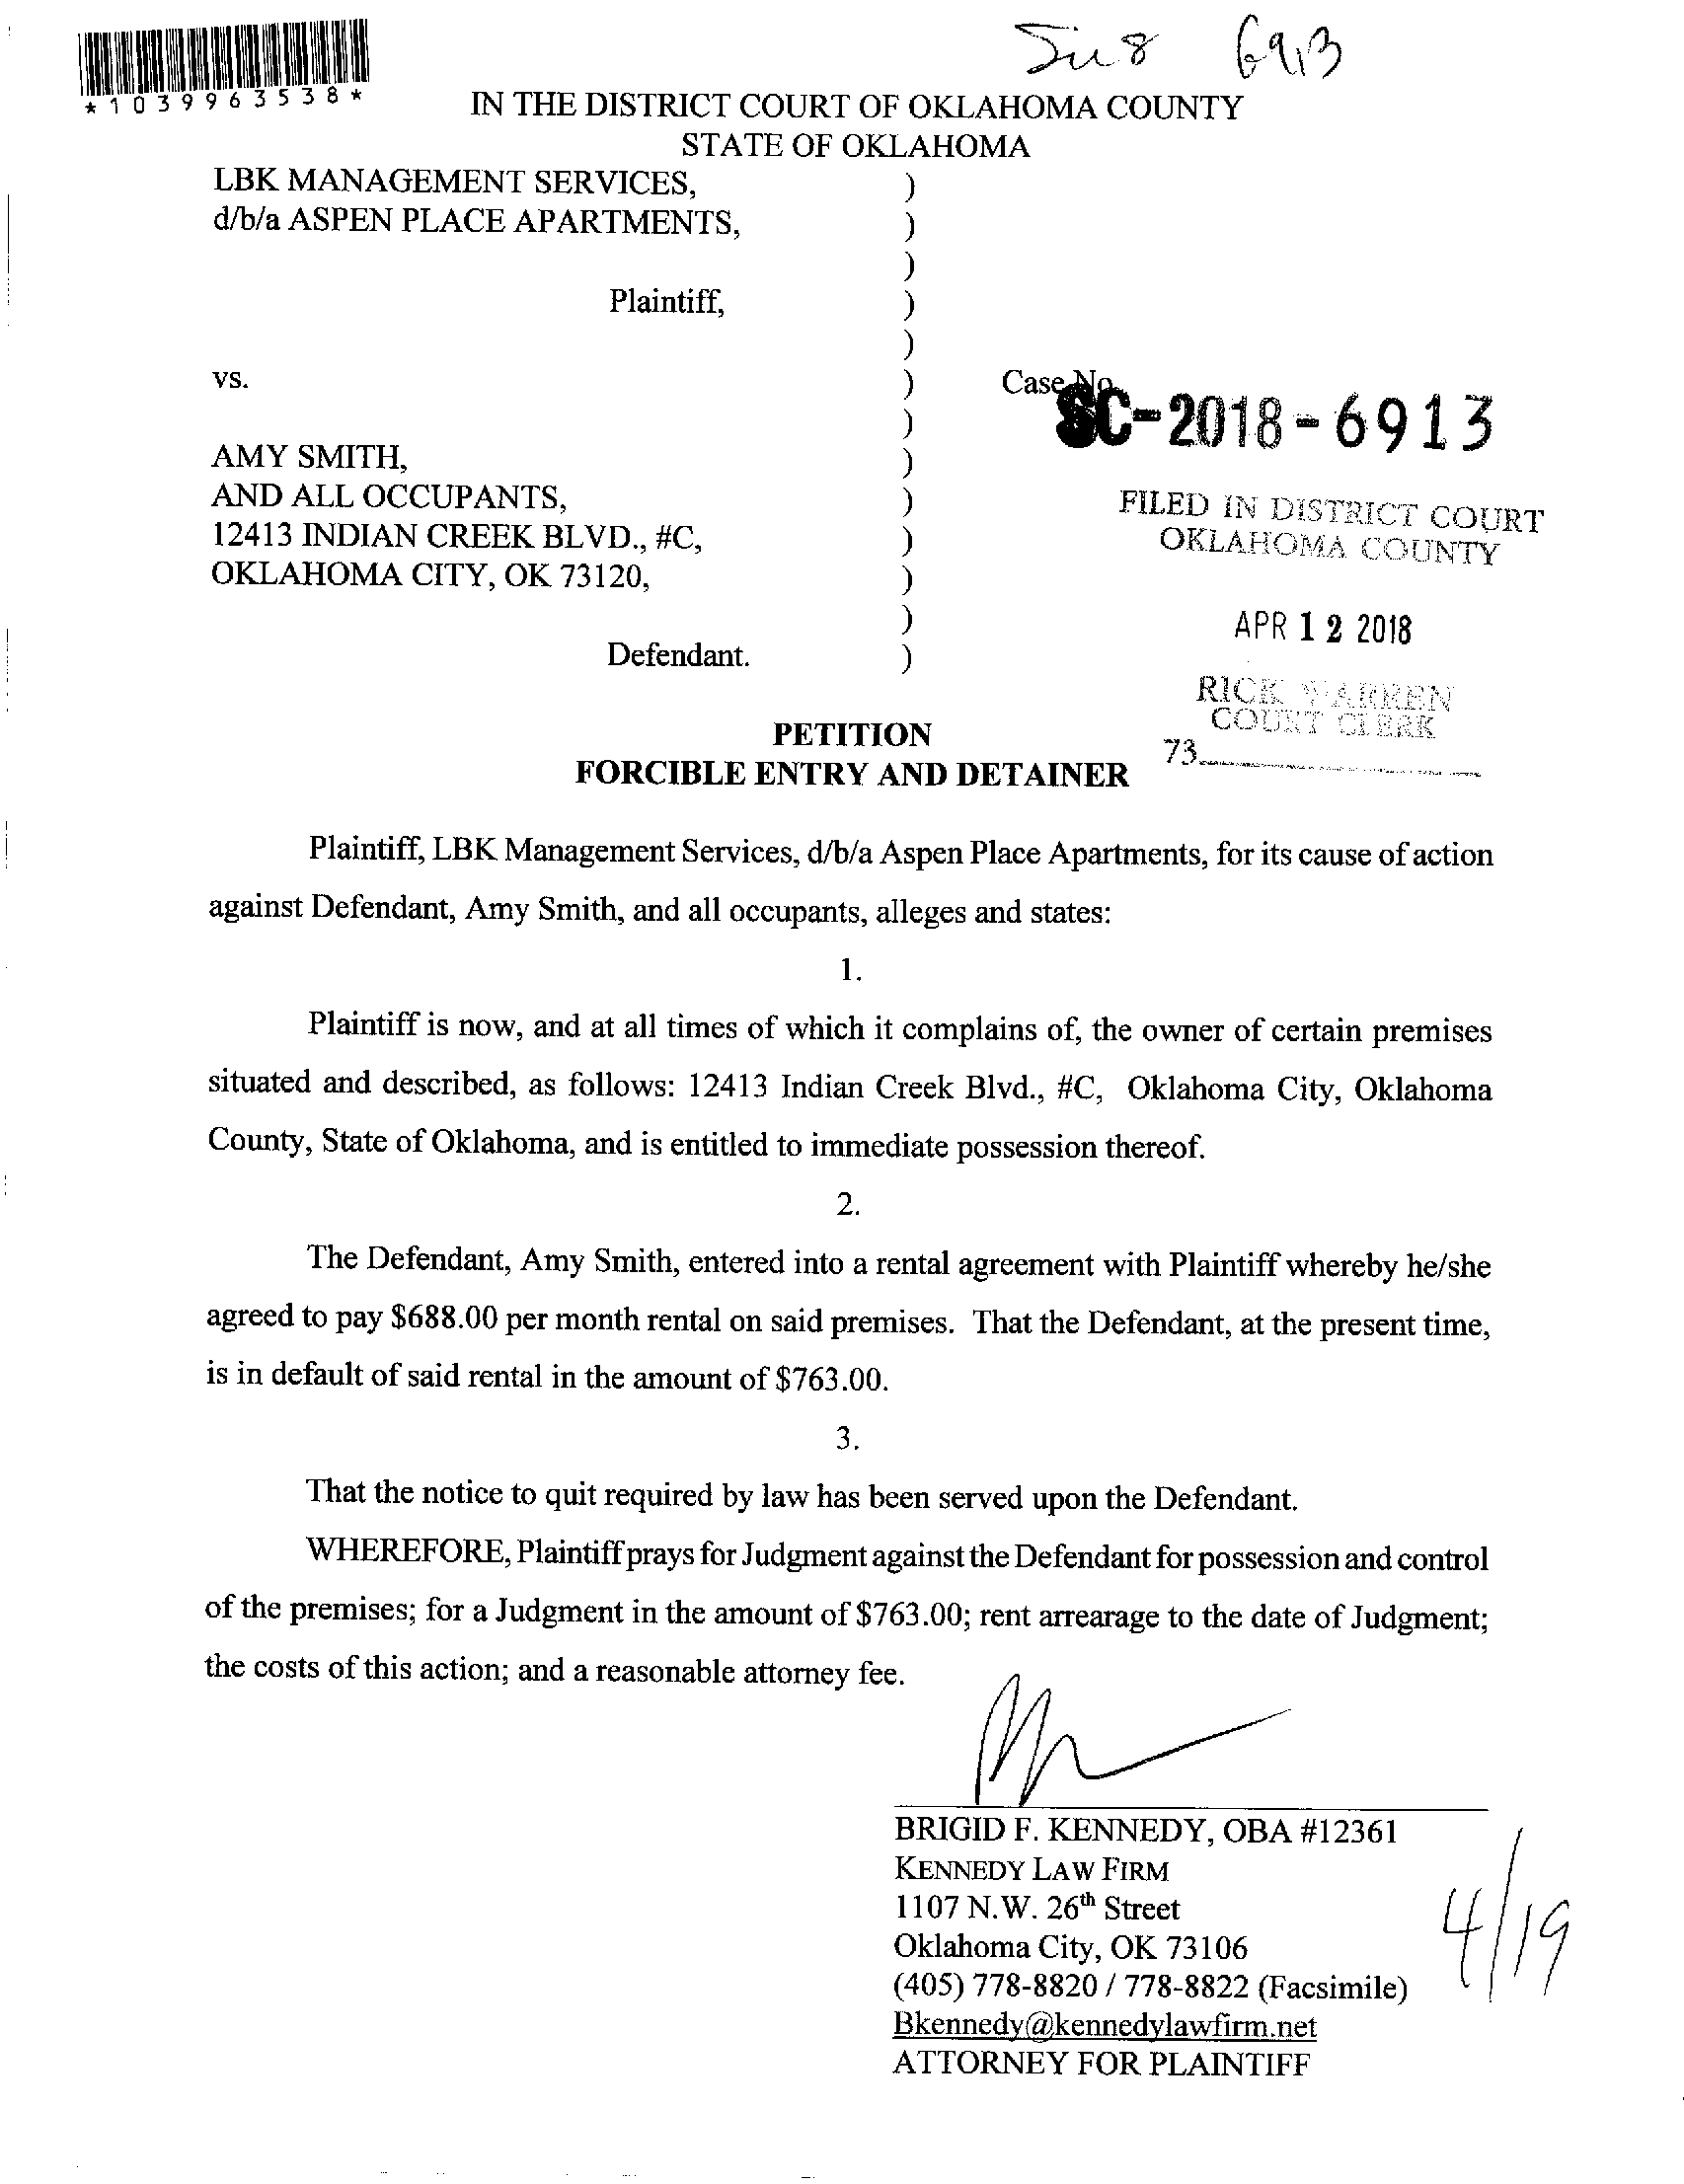 *1039963538*
6913
IN THE DISTRICT COURT OF OKLAHOMA COUNTY
STATE OF OKLAHOMA
LBK MANAGEMENT SERVICES, )
d/b/a ASPEN PLACE APARTMENTS, )
)
Plaintiff, )
)
vs. ) Case No.
SC-2018-6913
)
AMY SMITH, )
AND ALL OCCUPANTS, )
12413 INDIAN CREEK BLVD., #C, )
OKLAHOMA CITY, OK 73120, )
)
Defendant. )
FILED IN DISTRICT COURT
OKLAHOMA COUNTY
APR 12 2018
RICK WARREN
COURT CLERK
73
PETITION
FORCIBLE ENTRY AND DETAINER
Plaintiff, LBK Management Services, d/b/a Aspen Place Apartments, for its cause of action
against Defendant, Amy Smith, and all occupants, alleges and states:
1.
Plaintiff is now, and at all times of which it complains of, the owner of certain premises
situated and described, as follows: 12413 Indian Creek Blvd., #C, Oklahoma City, Oklahoma
County, State of Oklahoma, and is entitled to immediate possession thereof.
2.
The Defendant, Amy Smith, entered into a rental agreement with Plaintiff whereby he/she
agreed to pay $688.00 per month rental on said premises. That the Defendant, at the present time,
is in default of said rental in the amount of $763.00.
3.
That the notice to quit required by law has been served upon the Defendant.
WHEREFORE, Plaintiff prays for Judgment against the Defendant for possession and control
of the premises; for a Judgment in the amount of $763.00; rent arrearage to the date of Judgment;
the costs of this action; and a reasonable attorney fee.
BRIGID F. KENNEDY, OBA #12361
KENNEDY LAW FIRM
1107 N.W. 26th Street
Oklahoma City, OK 73106
(405) 778-8820 / 778-8822 (Facsimile)
Bkennedy@kennedylawfirm.net
ATTORNEY FOR PLAINTIFF
4/19